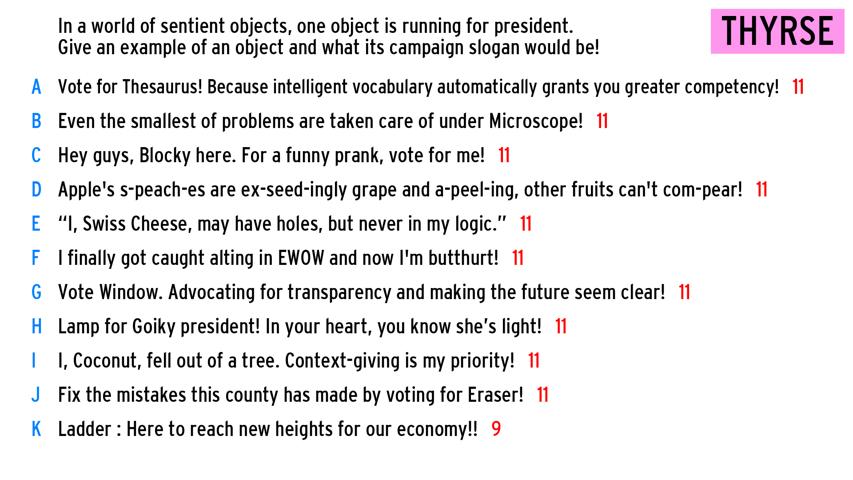 In a world of sentient objects, one object is running for president.
Give an example of an object and what its campaign slogan would be!
THYRSE
A Vote for Thesaurus! Because intelligent vocabulary automatically grants you greater competency! 11
B Even the smallest of problems are taken care of under Microscope! 11
C Hey guys, Blocky here. For a funny prank, vote for me! 11
D Apple's s-peach-es are ex-seed-ingly grape and a-peel-ing, other fruits can't com-pear! 11
E “I, Swiss Cheese, may have holes, but never in my logic.” 11
F I finally got caught alting in EWOW and now I'm butthurt! 11
G Vote Window. Advocating for transparency and making the future seem clear! 11
H Lamp for Goiky president! In your heart, you know she’s light! 11
I I, Coconut, fell out of a tree. Context-giving is my priority! 11
J Fix the mistakes this county has made by voting for Eraser! 11
K Ladder : Here to reach new heights for our economy!! 9